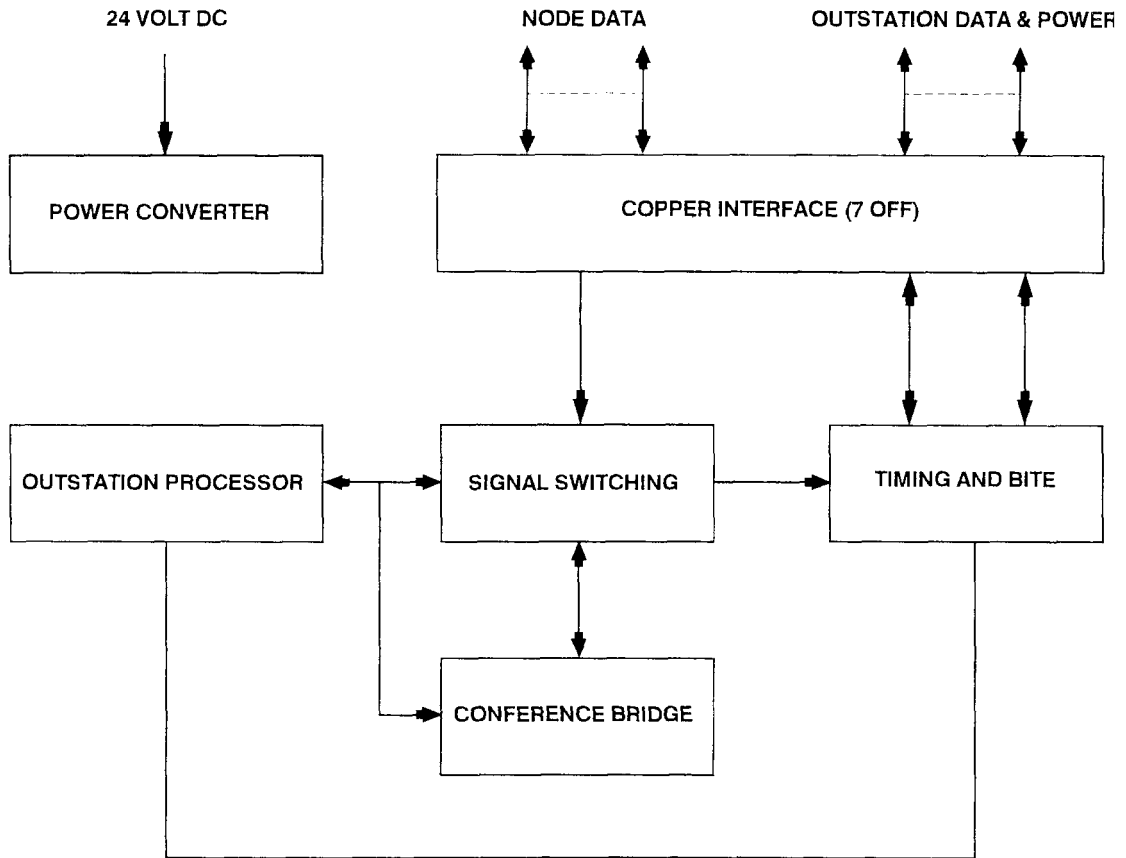 24 VOLT DC
NODE DATA
OUTSTATION DATA & POWER
POWER CONVERTER
COPPER INTERFACE (7 OFF)
OUTSTATION PROCESSOR
SIGNAL SWITCHING
TIMING AND BITE
CONFERENCE BRIDGE